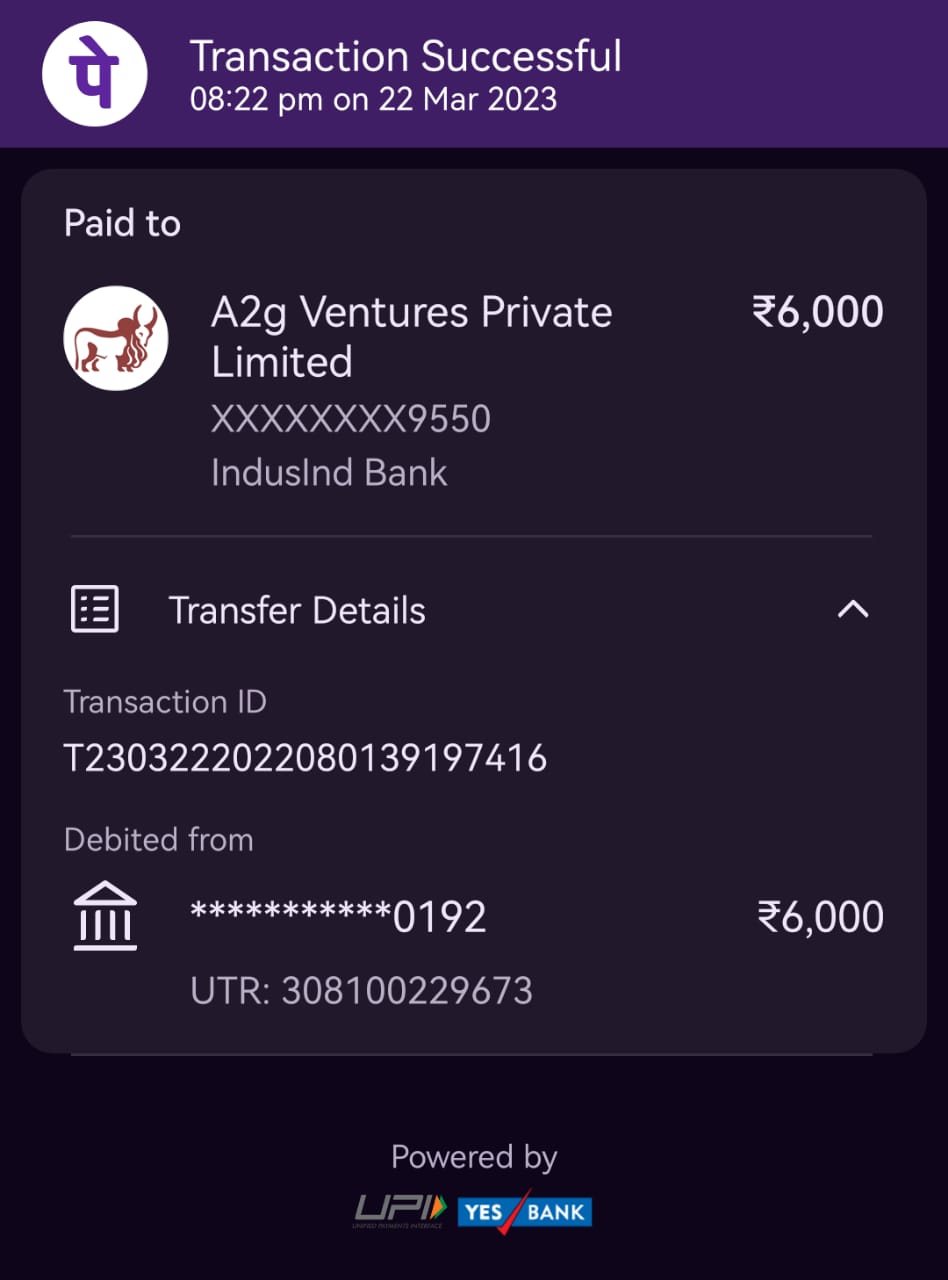 पे
Transaction Successful
08:22 pm on 22 Mar 2023
Paid to
A2g Ventures Private
Limited
₹6,000
XXXXXXXX9550
IndusInd Bank
Transfer Details
Transaction ID
T2303222022080139197416
Debited from
***********0192
₹6,000
UTR: 308100229673
Powered by
UPI
UNIFIED PAYMENTS INTERFACE
YES BANK